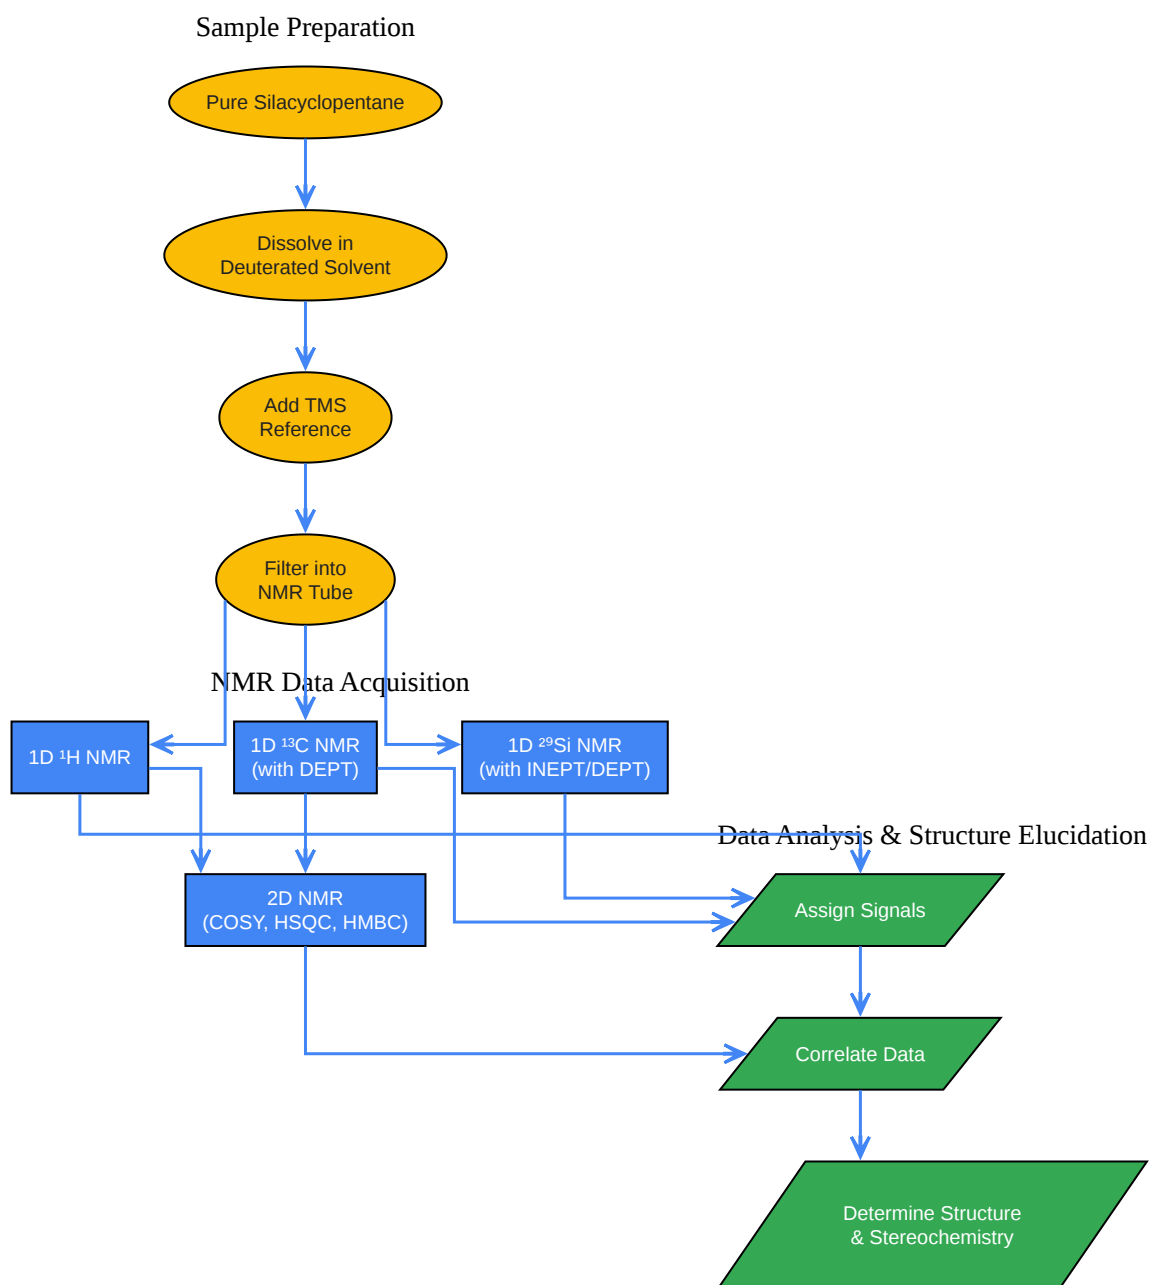 Sample Preparation
Pure Silacyclopentane
Dissolve in
Deuterated Solvent
Add TMS
Reference
Filter into
NMR Tube
NMR Data Acquisition
1D ¹H NMR
1D ¹³C NMR
(with DEPT)
1D ²⁹Si NMR
(with INEPT/DEPT)
Data Analysis & Structure Elucidation
2D NMR
(COSY, HSQC, HMBC)
Assign Signals
Correlate Data
Determine Structure
& Stereochemistry